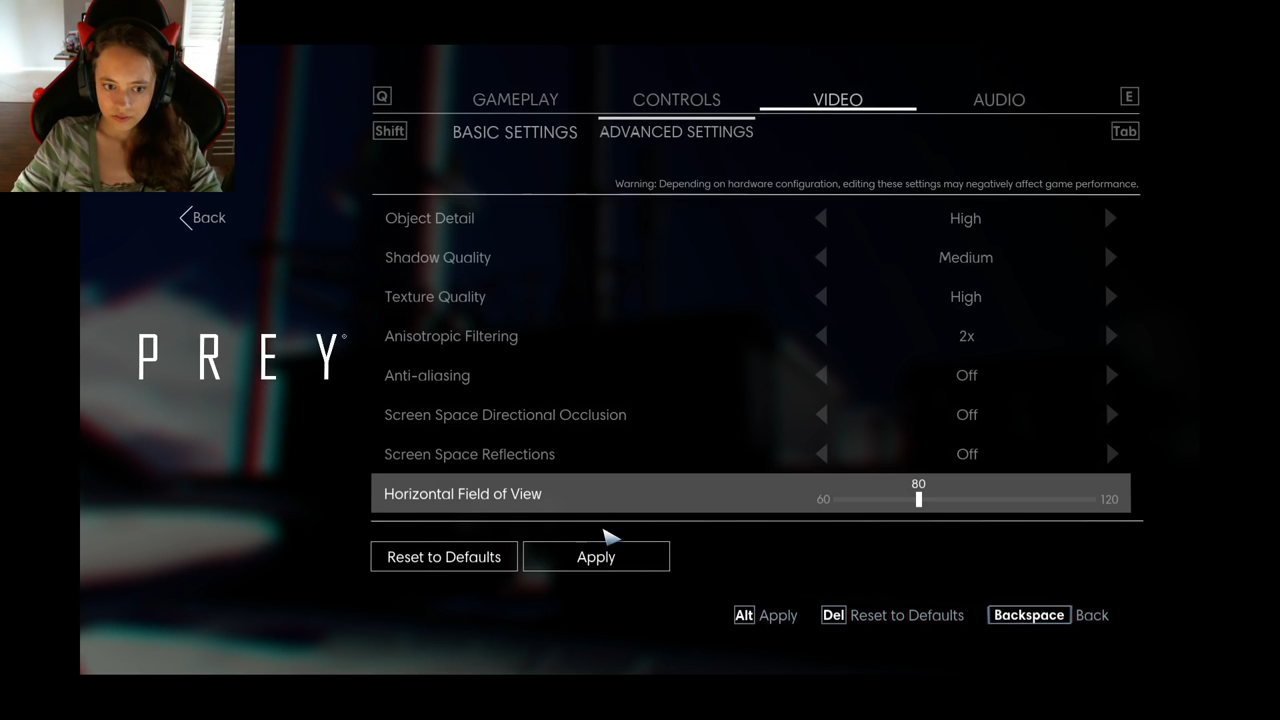 Q GAMEPLAY CONTROLS VIDEO AUDIO E
Shift BASIC SETTINGS ADVANCED SETTINGS Tab
Warning: Depending on hardware configuration, editing these settings may negatively affect game performance.
Back
Object Detail High
Shadow Quality Medium
Texture Quality High
PREY
Anisotropic Filtering 2x
Anti-aliasing Off
Screen Space Directional Occlusion Off
Screen Space Reflections Off
Horizontal Field of View 60 80 120
Reset to Defaults Apply
Alt Apply Del Reset to Defaults Backspace Back